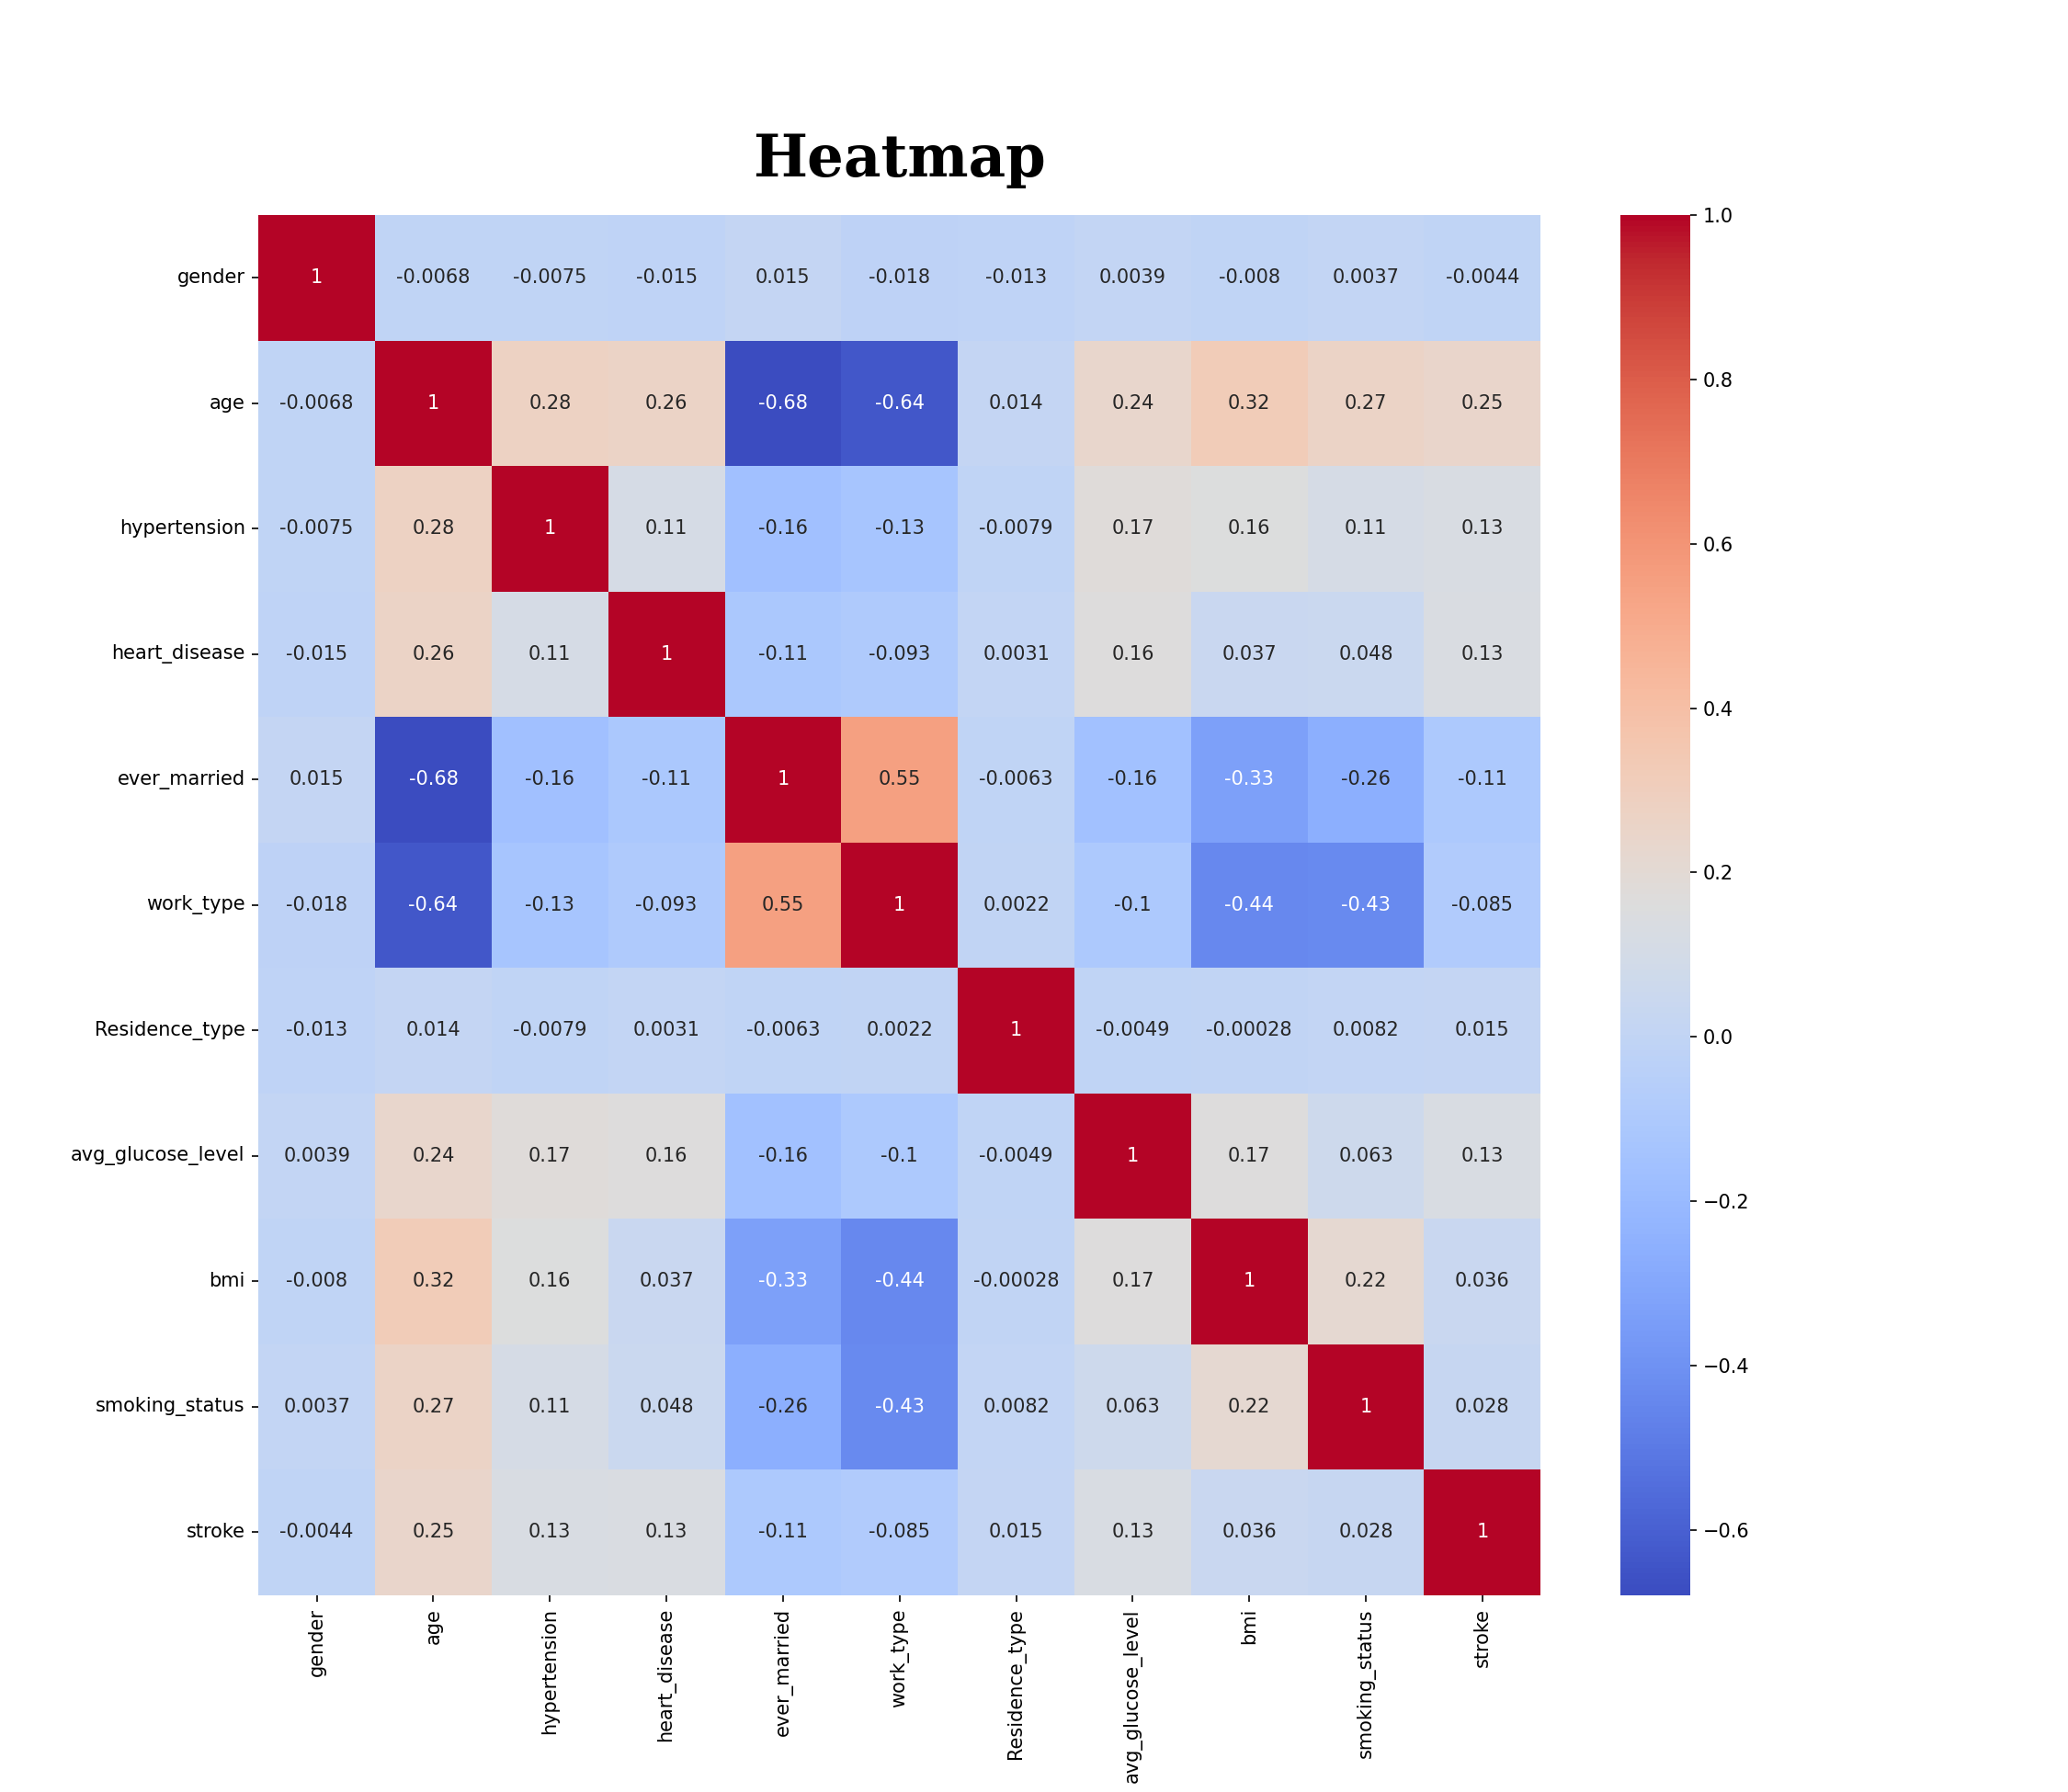 Heatmap
gender 1 -0.0068 -0.0075 -0.015 0.015 -0.018 -0.013 0.0039 -0.008 0.0037 -0.0044
age -0.0068 1 0.28 0.26 -0.68 -0.64 0.014 0.24 0.32 0.27 0.25
hypertension -0.0075 0.28 1 0.11 -0.16 -0.13 -0.0079 0.17 0.16 0.11 0.13
heart_disease -0.015 0.26 0.11 1 -0.11 -0.093 0.0031 0.16 0.037 0.048 0.13
ever_married 0.015 -0.68 -0.16 -0.11 1 0.55 -0.0063 -0.16 -0.33 -0.26 -0.11
work_type -0.018 -0.64 -0.13 -0.093 0.55 1 0.0022 -0.1 -0.44 -0.43 -0.085
Residence_type -0.013 0.014 -0.0079 0.0031 -0.0063 0.0022 1 -0.0049 -0.00028 0.0082 0.015
avg_glucose_level 0.0039 0.24 0.17 0.16 -0.16 -0.1 -0.0049 1 0.17 0.063 0.13
bmi -0.008 0.32 0.16 0.037 -0.33 -0.44 -0.00028 0.17 1 0.22 0.036
smoking_status 0.0037 0.27 0.11 0.048 -0.26 -0.43 0.0082 0.063 0.22 1 0.028
stroke -0.0044 0.25 0.13 0.13 -0.11 -0.085 0.015 0.13 0.036 0.028 1
gender age hypertension heart_disease ever_married work_type Residence_type avg_glucose_level bmi smoking_status stroke
1.0
0.8
0.6
0.4
0.2
0.0
−0.2
−0.4
−0.6